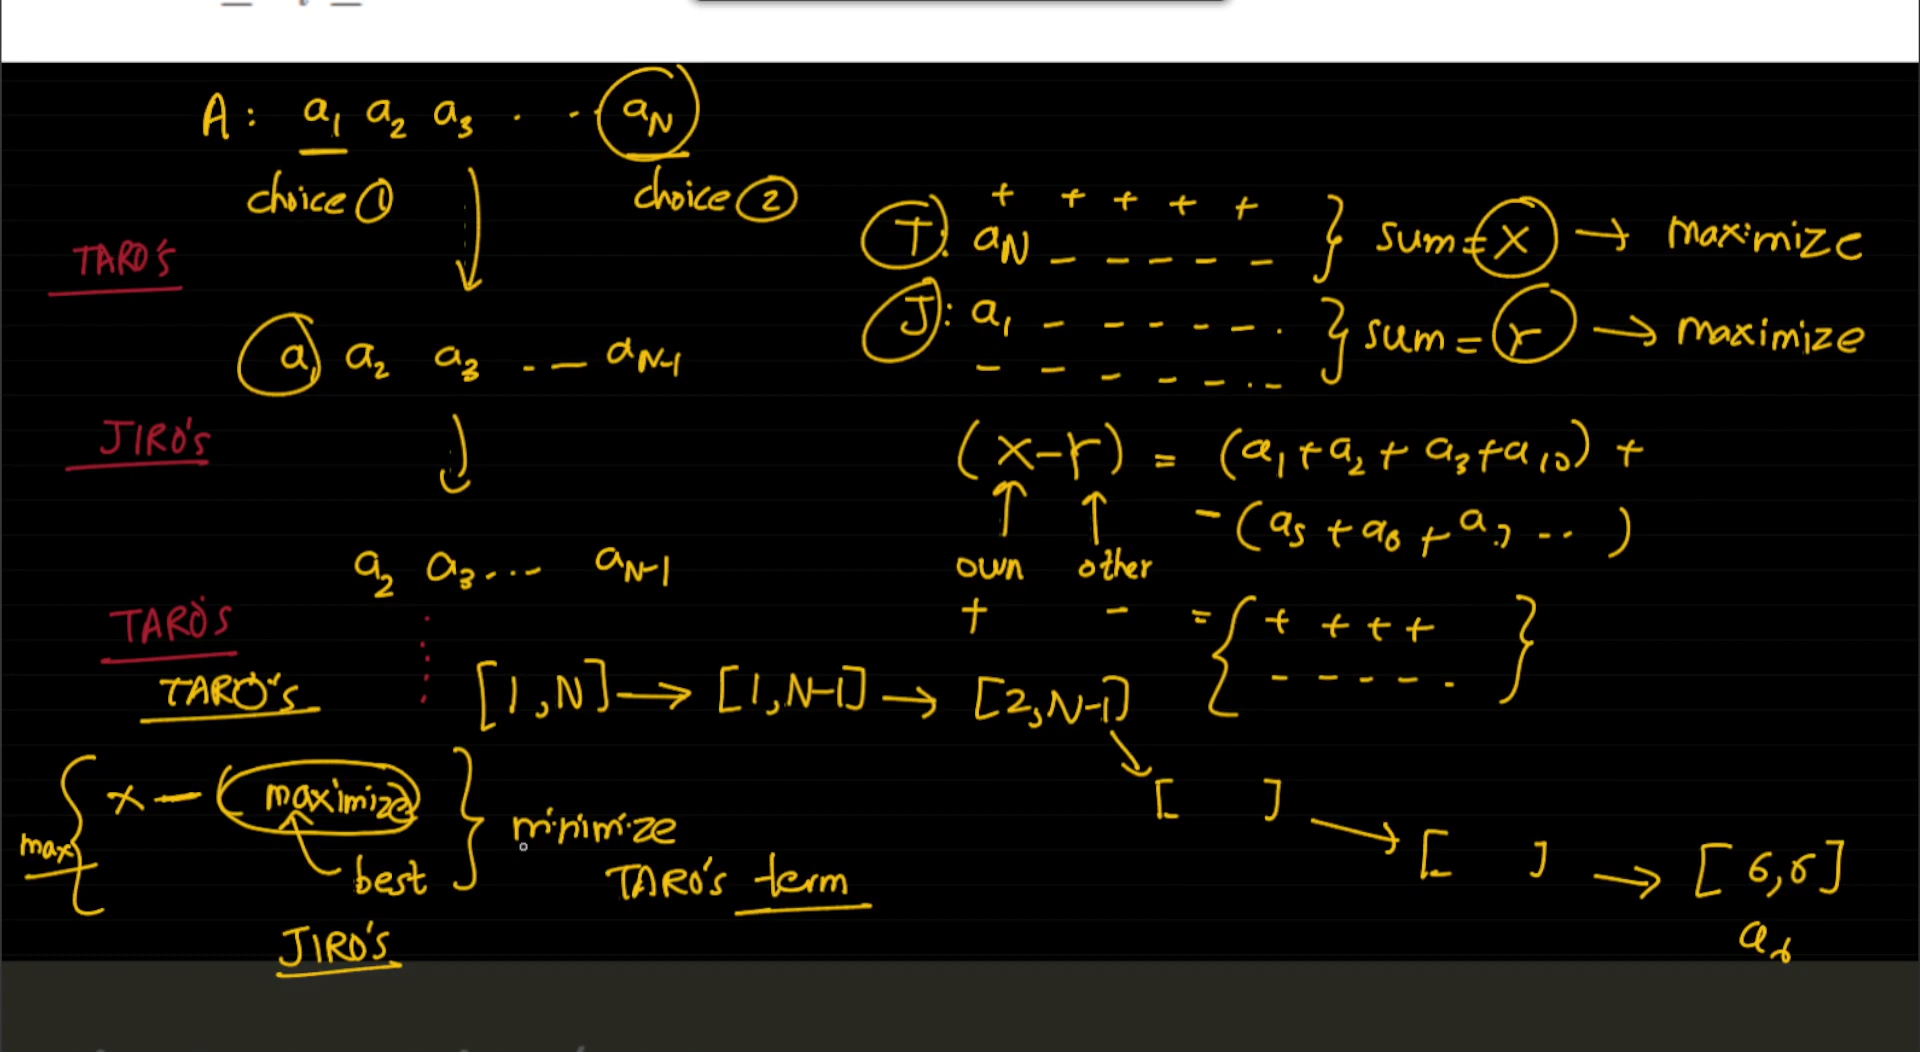 A: a1 a2 a3 . .. aN
choice ① choice ②
TARO'S
T: aN _ _ _ _ _ } sum = X → maximize
+ + + + +
a1 a2 a3 - — aN-1
J: a1 - - - - - - . } sum = r → maximize
- - - - - . -
JIRO'S
(x-r) = (a1 + a2 + a3 + a10) +
- (a5 + a6 + a7 ... )
own other
+ -
a2 a3... aN-1
TARO'S
= { + + + +
- - - - . }
TARO'S
[1,N] → [1,N-1] → [2,N-1]
[ ] → [ ] → [6,6]
a6
max { x - (maximize) } minimize
best
TARO'S term
JIRO'S